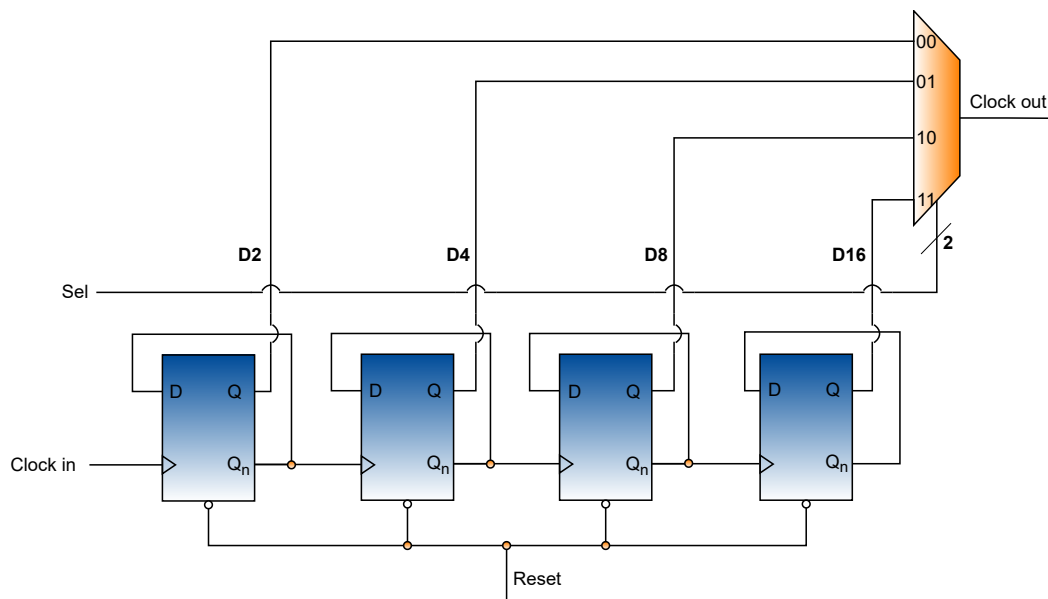 00
01
Clock out
10
11
D2
D4
D8
D16
2
Sel
D Q
D Q
D Q
D Q
Clock in
Qn
Qn
Qn
Qn
Reset